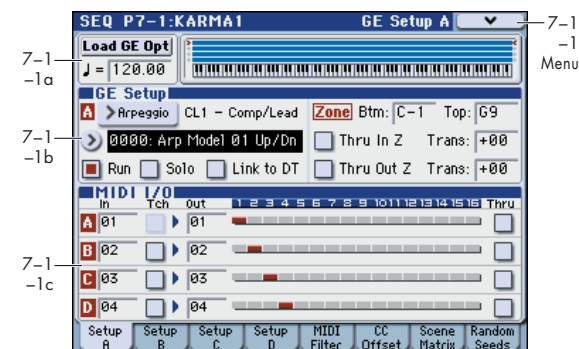 SEQ P7-1:KARMA1 GE Setup A
7-1
-1
Menu
Load GE Opt
♩= 120.00
7-1
-1a
GE Setup
A Arpeggio CL1 - Comp/Lead Zone Btm: C-1 Top: G9
7-1
-1b
0000: Arp Model 01 Up/Dn Thru In Z Trans: +00
Run Solo Link to DT Thru Out Z Trans: +00
MIDI I/O
In Tch Out 1 2 3 4 5 6 7 8 9 10 11 12 13 14 15 16 Thru
A 01 01
B 02 02
7-1
-1c
C 03 03
D 04 04
Setup A Setup B Setup C Setup D MIDI Filter CC Offset Scene Matrix Random Seeds